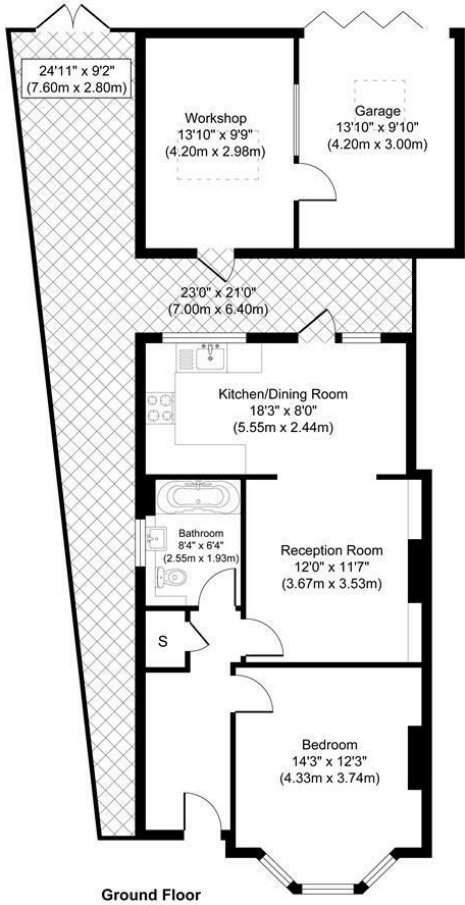 24'11" x 9'2"
(7.60m x 2.80m)
Workshop
13'10" x 9'9"
(4.20m x 2.98m)
Garage
13'10" x 9'10"
(4.20m x 3.00m)
23'0" x 21'0"
(7.00m x 6.40m)
Kitchen/Dining Room
18'3" x 8'0"
(5.55m x 2.44m)
Bathroom
8'4" x 6'4"
(2.55m x 1.93m)
Reception Room
12'0" x 11'7"
(3.67m x 3.53m)
S
Bedroom
14'3" x 12'3"
(4.33m x 3.74m)
Ground Floor